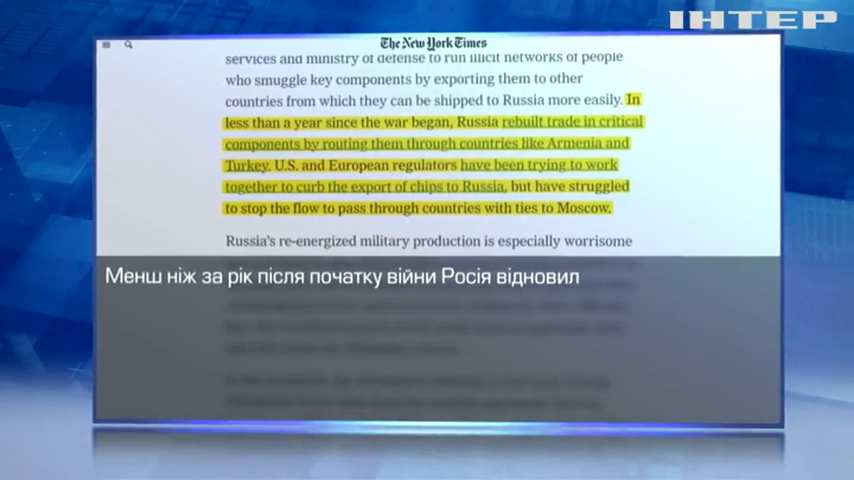 ІНТЕР
The New York Times
services and ministry of defense to run illicit networks of people
who smuggle key components by exporting them to other
countries from which they can be shipped to Russia more easily. In
less than a year since the war began, Russia rebuilt trade in critical
components by routing them through countries like Armenia and
Turkey. U.S. and European regulators have been trying to work
together to curb the export of chips to Russia, but have struggled
to stop the flow to pass through countries with ties to Moscow.
Russia's re-energized military production is especially worrisome
Менш ніж за рік після початку війни Росія відновил